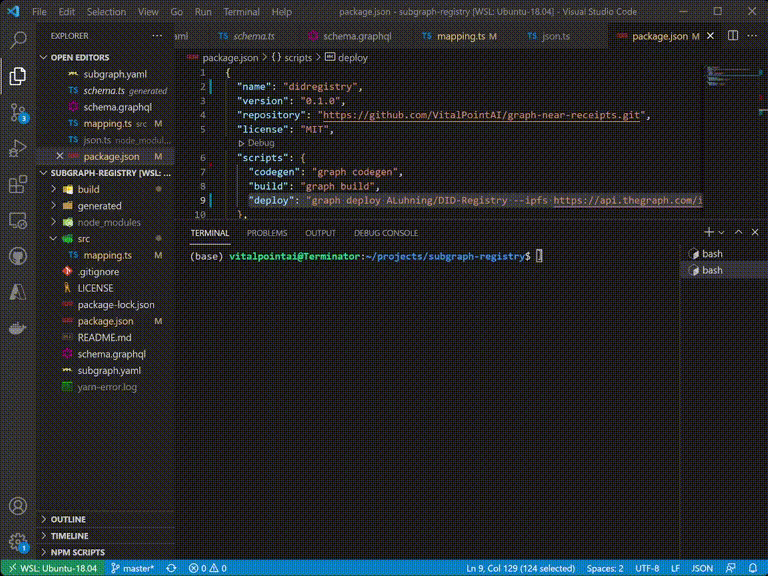 File Edit Selection View Go Run Terminal Help package.json - subgraph-registry [WSL: Ubuntu-18.04] - Visual Studio Code
EXPLORER
aml schema.ts schema.graphql mapping.ts M json.ts package.json M
OPEN EDITORS
subgraph.yaml
schema.ts generated
schema.graphql
mapping.ts src M
json.ts node_modul...
package.json M
SUBGRAPH-REGISTRY [WSL: ...
build
generated
node_modules
src
mapping.ts M
.gitignore
LICENSE
package-lock.json
package.json M
README.md
schema.graphql
subgraph.yaml
yarn-error.log
OUTLINE
TIMELINE
NPM SCRIPTS
3
1
package.json > {} scripts > deploy
1 {
2 "name": "didregistry",
3 "version": "0.1.0",
4 "repository": "https://github.com/VitalPointAI/graph-near-receipts.git",
5 "license": "MIT",
Debug
6 "scripts": {
7 "codegen": "graph codegen",
8 "build": "graph build",
9 "deploy": "graph deploy ALuhning/DID-Registry --ipfs https://api.thegraph.com/i
10 },
TERMINAL PROBLEMS OUTPUT DEBUG CONSOLE
(base) vitalpointai@Terminator:~/projects/subgraph-registry$
bash
bash
WSL: Ubuntu-18.04 master* 0 0 Ln 9, Col 129 (124 selected) Spaces: 2 UTF-8 LF JSON